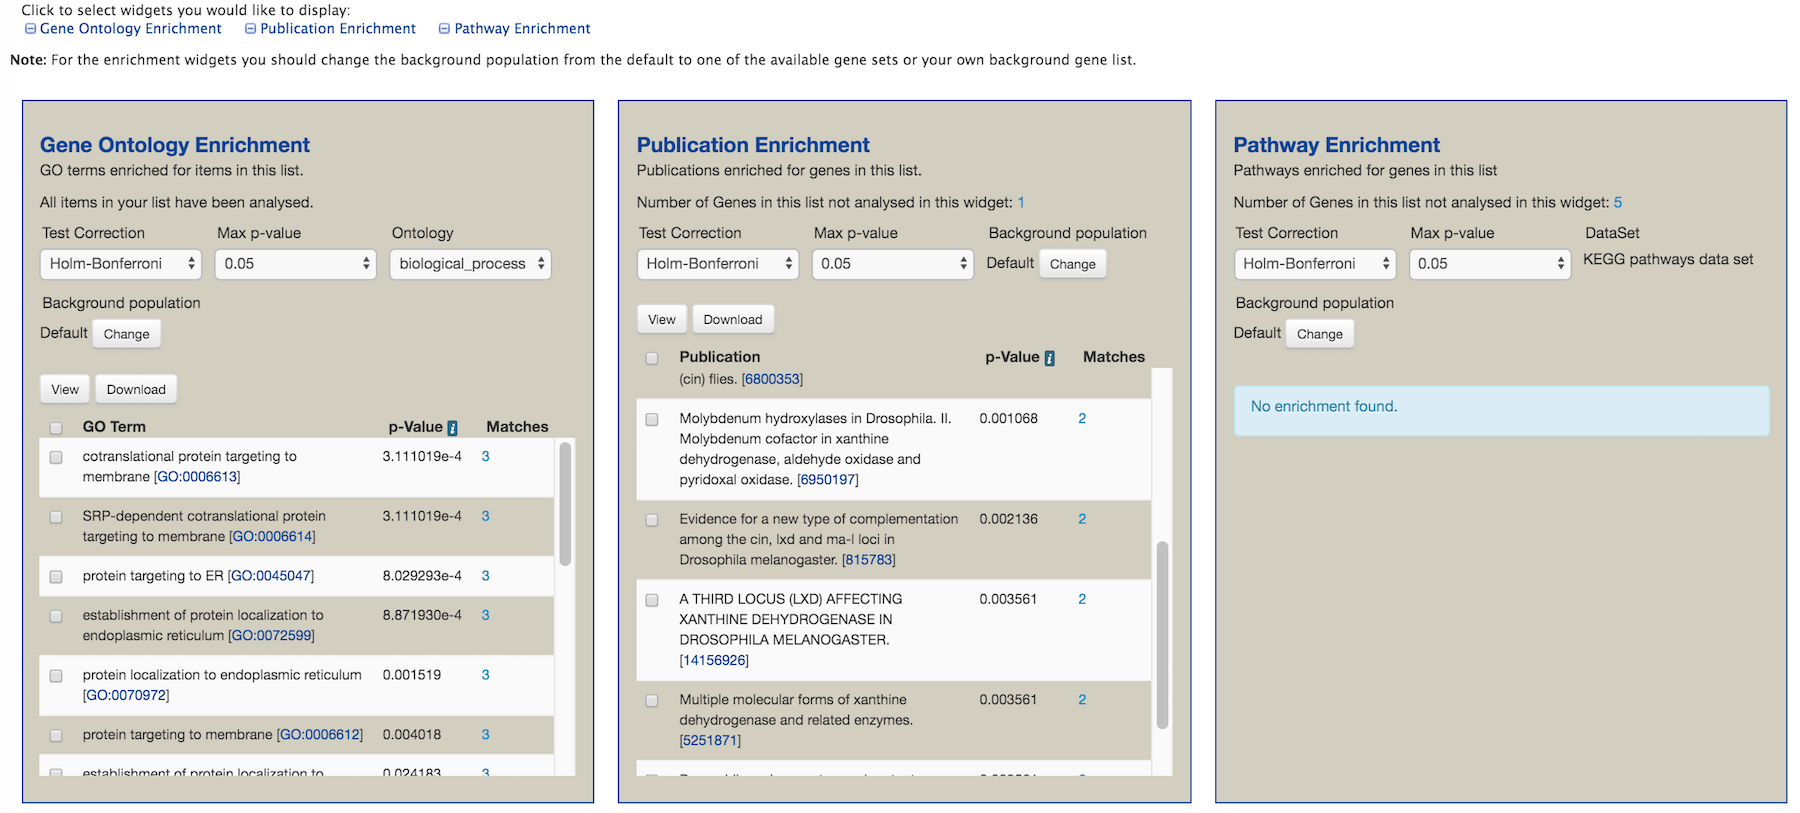 Click to select widgets you would like to display:
Gene Ontology Enrichment Publication Enrichment Pathway Enrichment
Note: For the enrichment widgets you should change the background population from the default to one of the available gene sets or your own background gene list.
Gene Ontology Enrichment
GO terms enriched for items in this list.
All items in your list have been analysed.
Test Correction Max p-value Ontology
Holm-Bonferroni 0.05 biological_process
Background population
Default Change
View Download
GO Term p-Value i Matches
cotranslational protein targeting to 3.111019e-4 3
membrane [GO:0006613]
SRP-dependent cotranslational protein 3.111019e-4 3
targeting to membrane [GO:0006614]
protein targeting to ER [GO:0045047] 8.029293e-4 3
establishment of protein localization to 8.871930e-4 3
endoplasmic reticulum [GO:0072599]
protein localization to endoplasmic reticulum 0.001519 3
[GO:0070972]
protein targeting to membrane [GO:0006612] 0.004018 3
establishment of protein localization to 0.024183 3
Publication Enrichment
Publications enriched for genes in this list.
Number of Genes in this list not analysed in this widget: 1
Test Correction Max p-value Background population
Holm-Bonferroni 0.05 Default Change
View Download
Publication p-Value i Matches
(cin) flies. [6800353]
Molybdenum hydroxylases in Drosophila. II. 0.001068 2
Molybdenum cofactor in xanthine
dehydrogenase, aldehyde oxidase and
pyridoxal oxidase. [6950197]
Evidence for a new type of complementation 0.002136 2
among the cin, lxd and ma-l loci in
Drosophila melanogaster. [815783]
A THIRD LOCUS (LXD) AFFECTING 0.003561 2
XANTHINE DEHYDROGENASE IN
DROSOPHILA MELANOGASTER.
[14156926]
Multiple molecular forms of xanthine 0.003561 2
dehydrogenase and related enzymes.
[5251871]
Pathway Enrichment
Pathways enriched for genes in this list
Number of Genes in this list not analysed in this widget: 5
Test Correction Max p-value DataSet
Holm-Bonferroni 0.05 KEGG pathways data set
Background population
Default Change
No enrichment found.